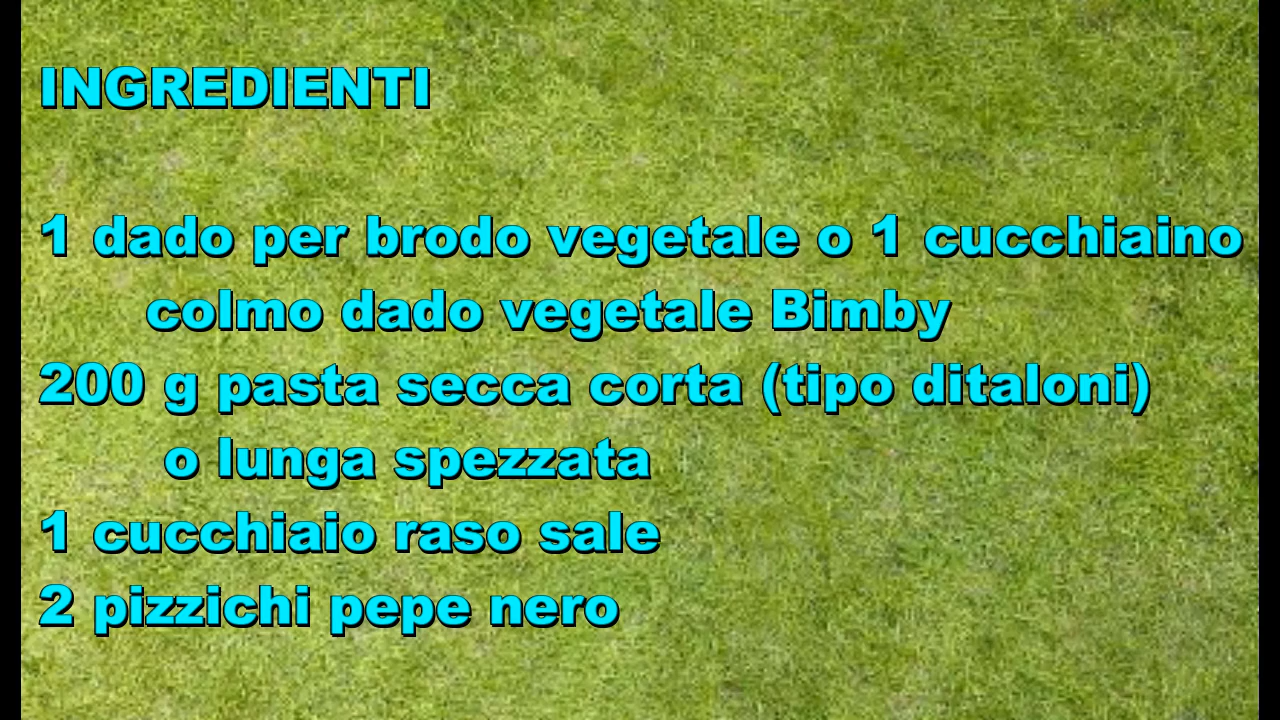 INGREDIENTI
1 dado per brodo vegetale o 1 cucchiaino
colmo dado vegetale Bimby
200 g pasta secca corta (tipo ditaloni)
o lunga spezzata
1 cucchiaio raso sale
2 pizzichi pepe nero